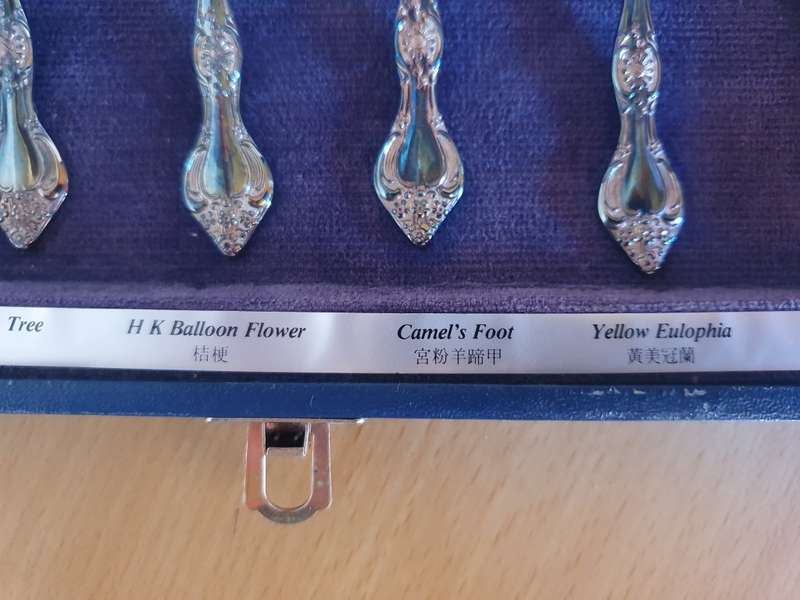 Tree
H K Balloon Flower
桔梗
Camel's Foot
宮粉羊蹄甲
Yellow Eulophia
黃美冠蘭